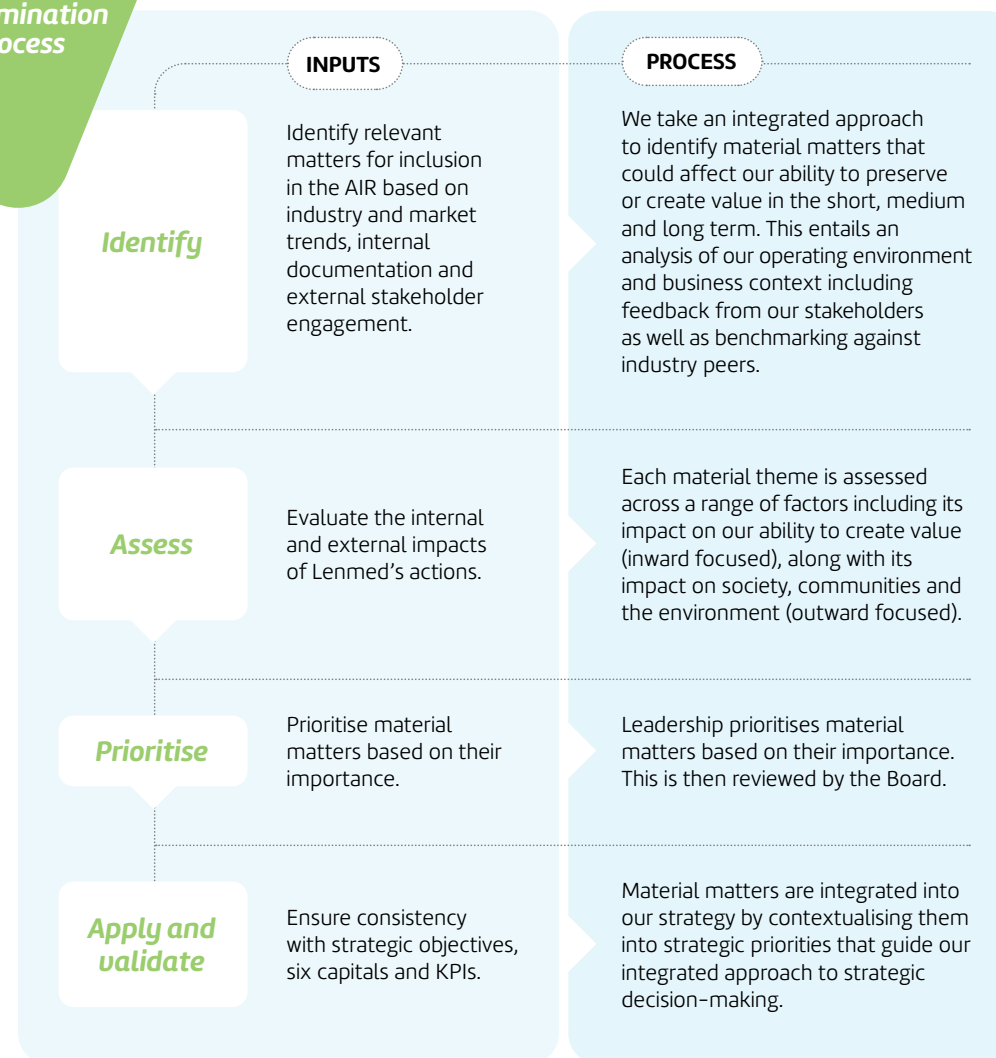 INPUTS
PROCESS
Identify
Identify relevant
matters for inclusion
in the AIR based on
industry and market
trends, internal
documentation and
external stakeholder
engagement.
We take an integrated approach
to identify material matters that
could affect our ability to preserve
or create value in the short, medium
and long term. This entails an
analysis of our operating environment
and business context including
feedback from our stakeholders
as well as benchmarking against
industry peers.
Assess
Evaluate the internal
and external impacts
of Lenmed's actions.
Each material theme is assessed
across a range of factors including its
impact on our ability to create value
(inward focused), along with its
impact on society, communities and
the environment (outward focused).
Prioritise
Prioritise material
matters based on their
importance.
Leadership prioritises material
matters based on their importance.
This is then reviewed by the Board.
Apply and
validate
Ensure consistency
with strategic objectives,
six capitals and KPIs.
Material matters are integrated into
our strategy by contextualising them
into strategic priorities that guide our
integrated approach to strategic
decision-making.